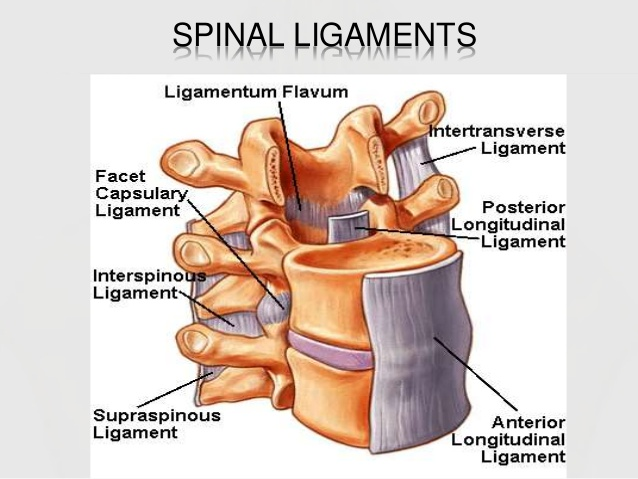 SPINAL LIGAMENTS
Ligamentum Flavum
Intertransverse
Ligament
Facet
Capsulary
Ligament
Posterior
Longitudinal
Ligament
Interspinous
Ligament
Supraspinous
Ligament
Anterior
Longitudinal
Ligament